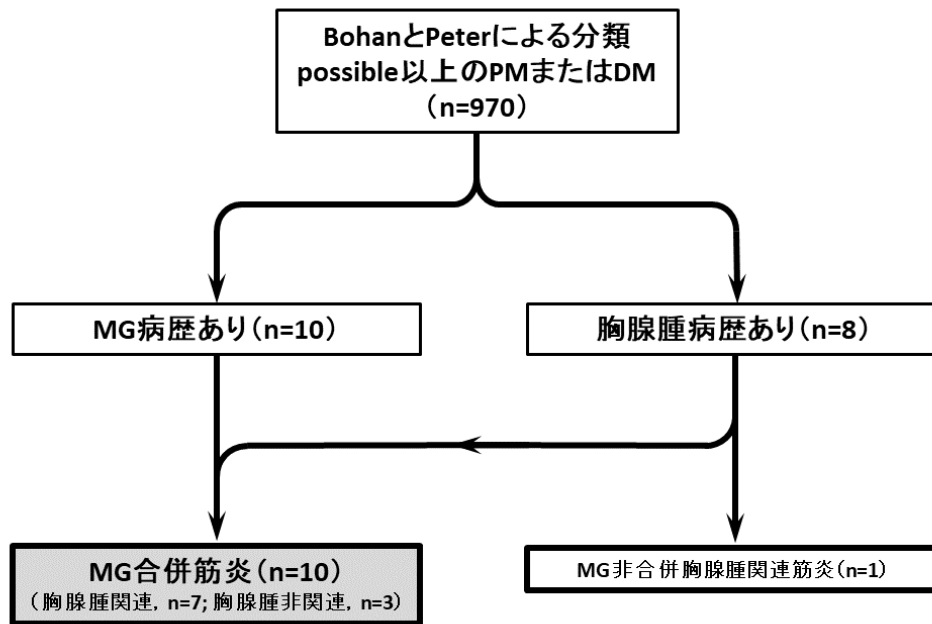 BohanとPeterによる分類
possible以上のPMまたはDM
（n=970）
MG病歴あり（n=10）
胸腺腫病歴あり（n=8）
MG合併筋炎（n=10）
（胸腺腫関連, n=7; 胸腺腫非関連, n=3）
MG非合併胸腺腫関連筋炎（n=1）